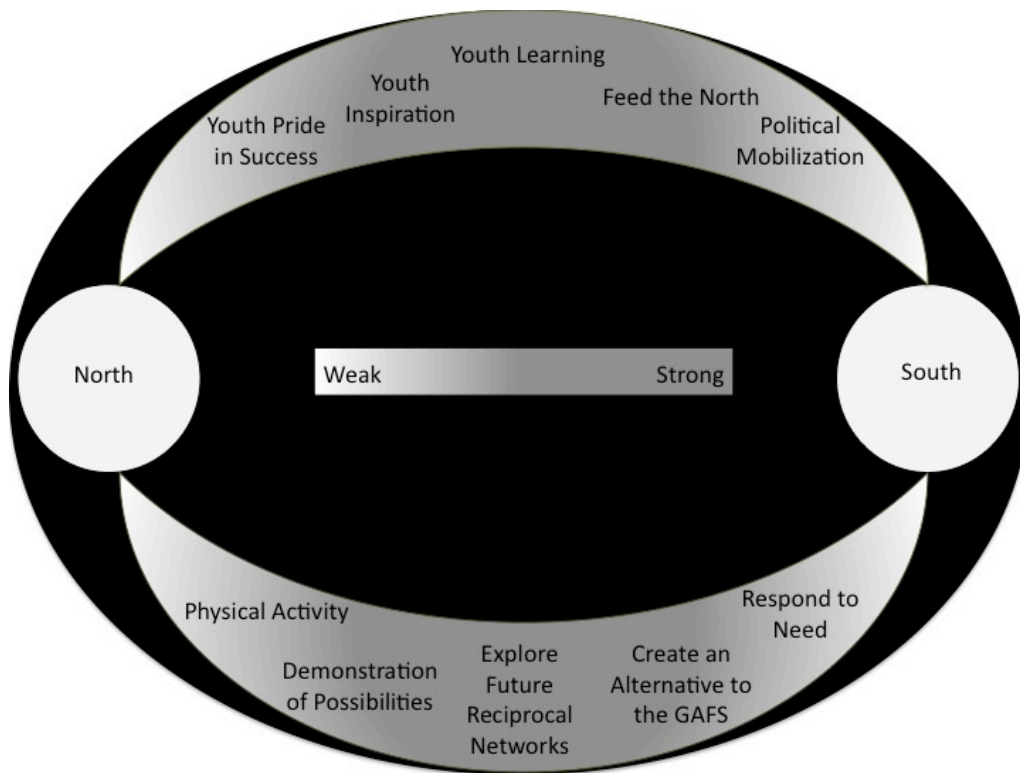 Youth Learning
Youth
Inspiration
Feed the North
Youth Pride
in Success
Political
Mobilization
North
Weak
Strong
South
Physical Activity
Respond to
Need
Demonstration
of Possibilities
Explore
Future
Reciprocal
Networks
Create an
Alternative to
the GAFS